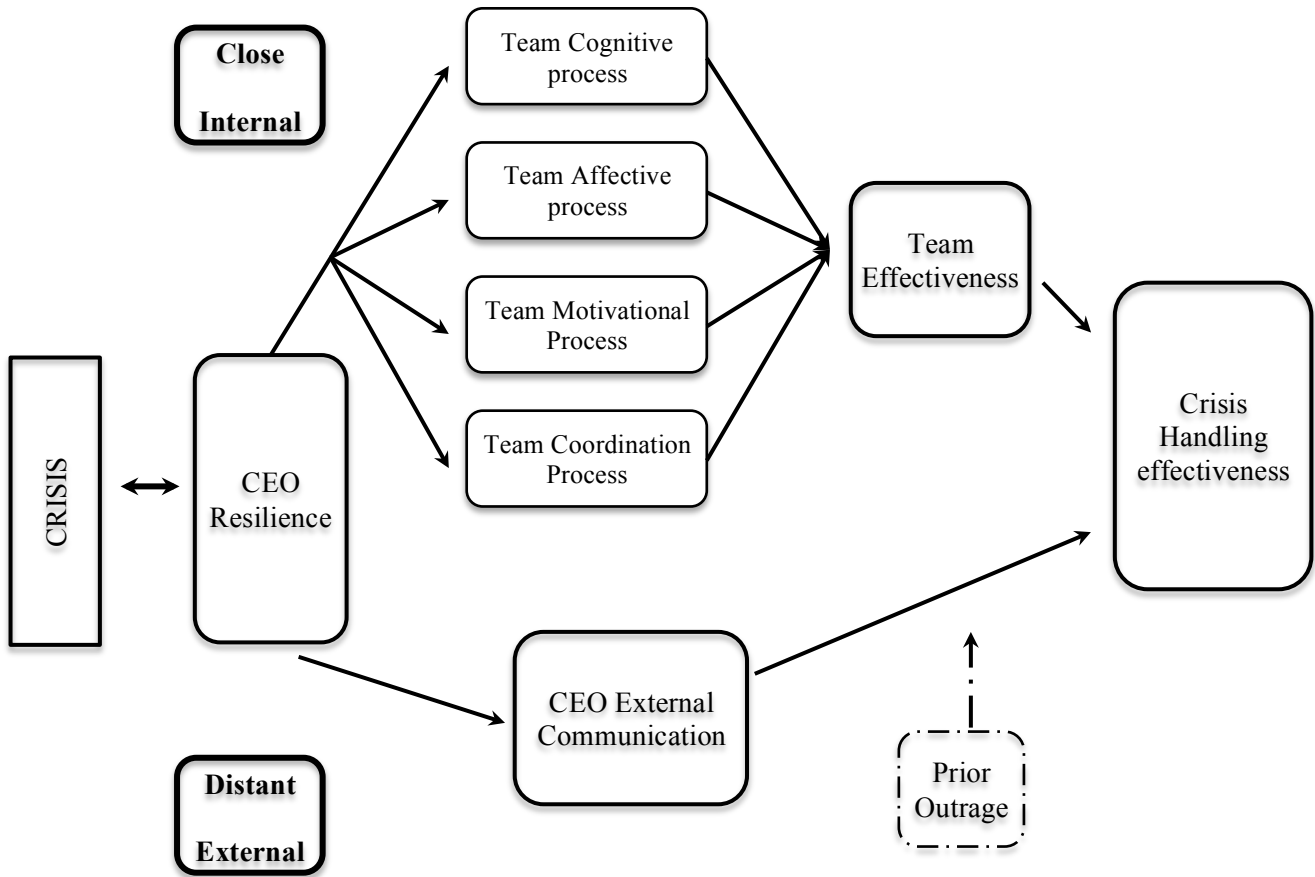 Close
Internal
Team Cognitive
process
Team Affective
process
Team Motivational
Process
Team Coordination
Process
Team
Effectiveness
Crisis
Handling
effectiveness
CRISIS
CEO
Resilience
CEO External
Communication
Prior
Outrage
Distant
External